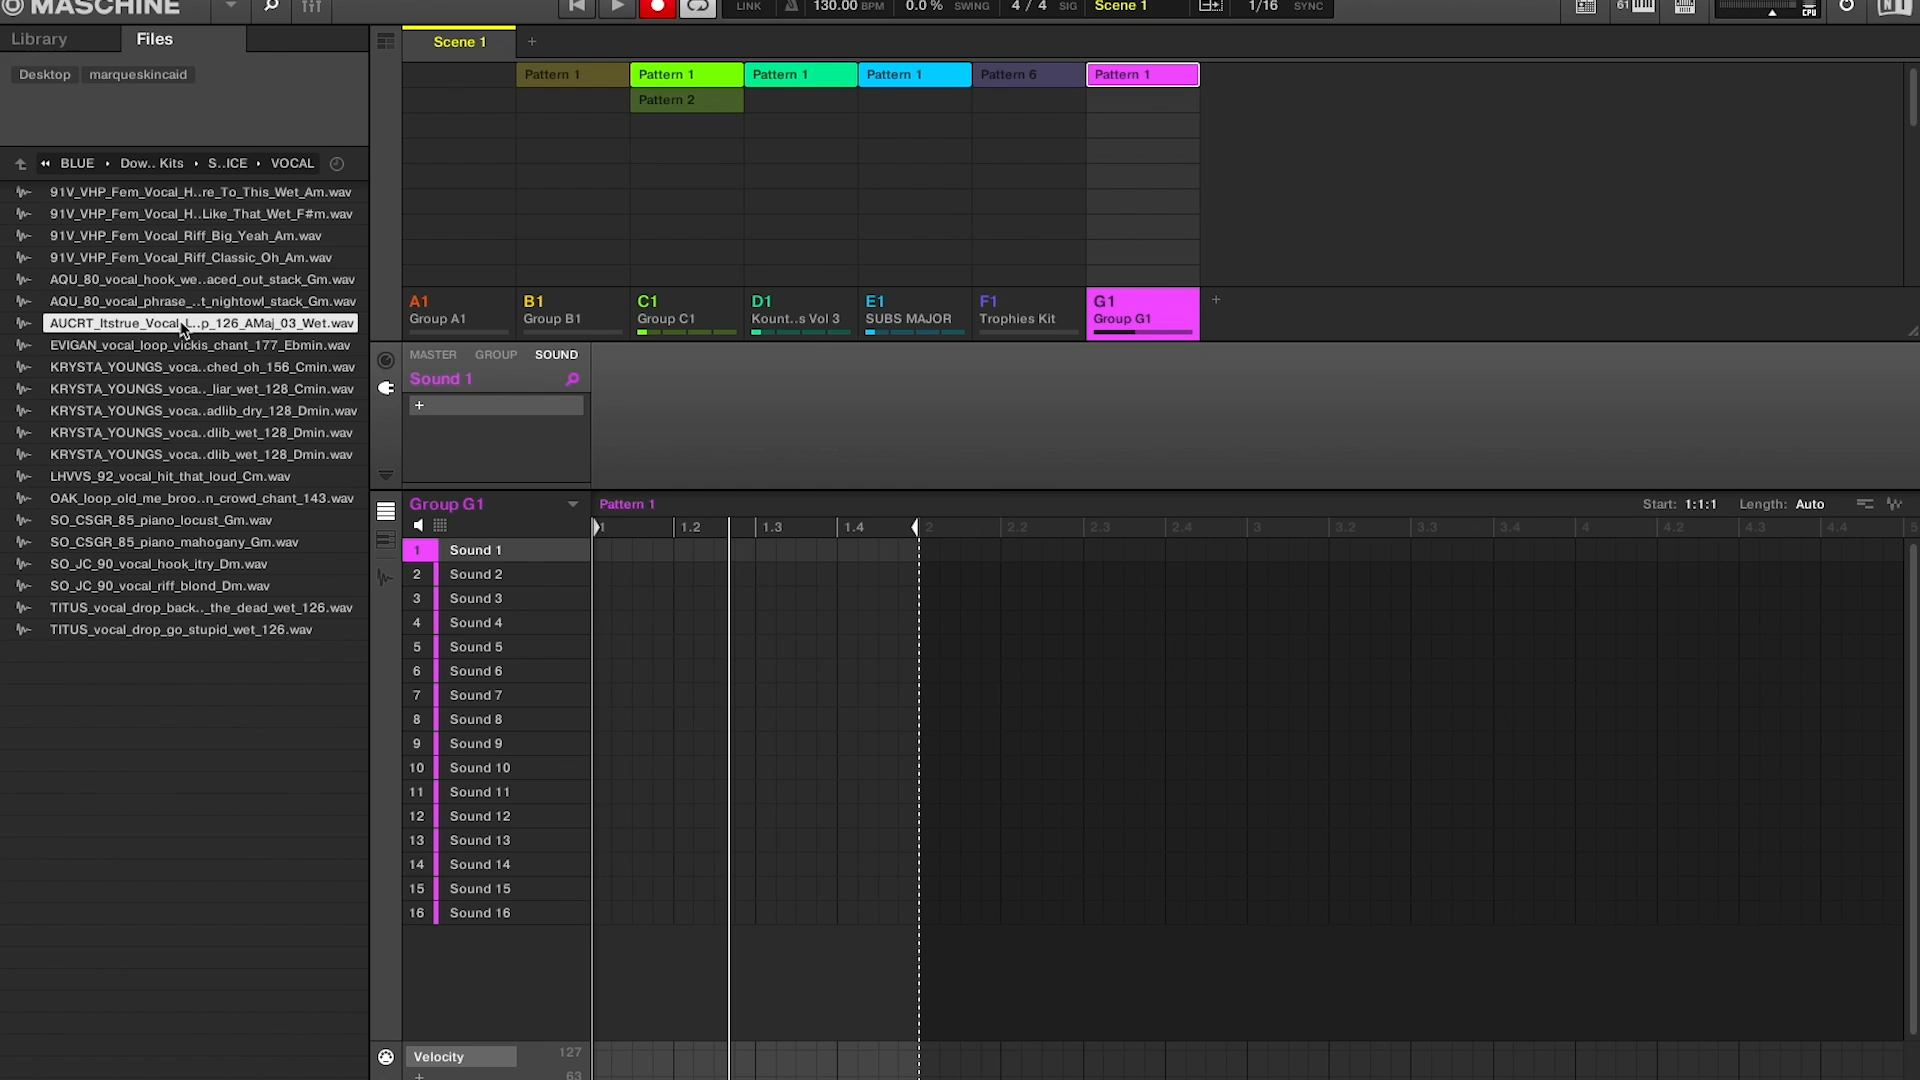 MASCHINE
LINK 130.00 BPM 0.0 % SWING 4 / 4 SIG Scene 1 1/16 SYNC 61 CPU
Library Files
Desktop marqueskincaid
BLUE Dow.. Kits S..ICE VOCAL
91V_VHP_Fem_Vocal_H..re_To_This_Wet_Am.wav
91V_VHP_Fem_Vocal_H..Like_That_Wet_F#m.wav
91V_VHP_Fem_Vocal_Riff_Big_Yeah_Am.wav
91V_VHP_Fem_Vocal_Riff_Classic_Oh_Am.wav
AQU_80_vocal_hook_we..aced_out_stack_Gm.wav
AQU_80_vocal_phrase_..t_nightowl_stack_Gm.wav
AUCRT_Itstrue_Vocal_L..p_126_AMaj_03_Wet.wav
EVIGAN_vocal_loop_vickis_chant_177_Ebmin.wav
KRYSTA_YOUNGS_voca..ched_oh_156_Cmin.wav
KRYSTA_YOUNGS_voca.._liar_wet_128_Cmin.wav
KRYSTA_YOUNGS_voca..adlib_dry_128_Dmin.wav
KRYSTA_YOUNGS_voca..dlib_wet_128_Dmin.wav
KRYSTA_YOUNGS_voca..dlib_wet_128_Dmin.wav
LHVVS_92_vocal_hit_that_loud_Cm.wav
OAK_loop_old_me_broo..n_crowd_chant_143.wav
SO_CSGR_85_piano_locust_Gm.wav
SO_CSGR_85_piano_mahogany_Gm.wav
SO_JC_90_vocal_hook_itry_Dm.wav
SO_JC_90_vocal_riff_blond_Dm.wav
TITUS_vocal_drop_back.._the_dead_wet_126.wav
TITUS_vocal_drop_go_stupid_wet_126.wav
Scene 1 +
Pattern 1 Pattern 1 Pattern 1 Pattern 1 Pattern 6 Pattern 1
Pattern 2
A1 B1 C1 D1 E1 F1 G1 +
Group A1 Group B1 Group C1 Kount..s Vol 3 SUBS MAJOR Trophies Kit Group G1
MASTER GROUP SOUND
Sound 1
+
Group G1 Pattern 1 Start: 1:1:1 Length: Auto
1 1.2 1.3 1.4 2 2.2 2.3 2.4 3 3.2 3.3 3.4 4 4.2 4.3 4.4 5
1 Sound 1
2 Sound 2
3 Sound 3
4 Sound 4
5 Sound 5
6 Sound 6
7 Sound 7
8 Sound 8
9 Sound 9
10 Sound 10
11 Sound 11
12 Sound 12
13 Sound 13
14 Sound 14
15 Sound 15
16 Sound 16
Velocity 127
+ 63